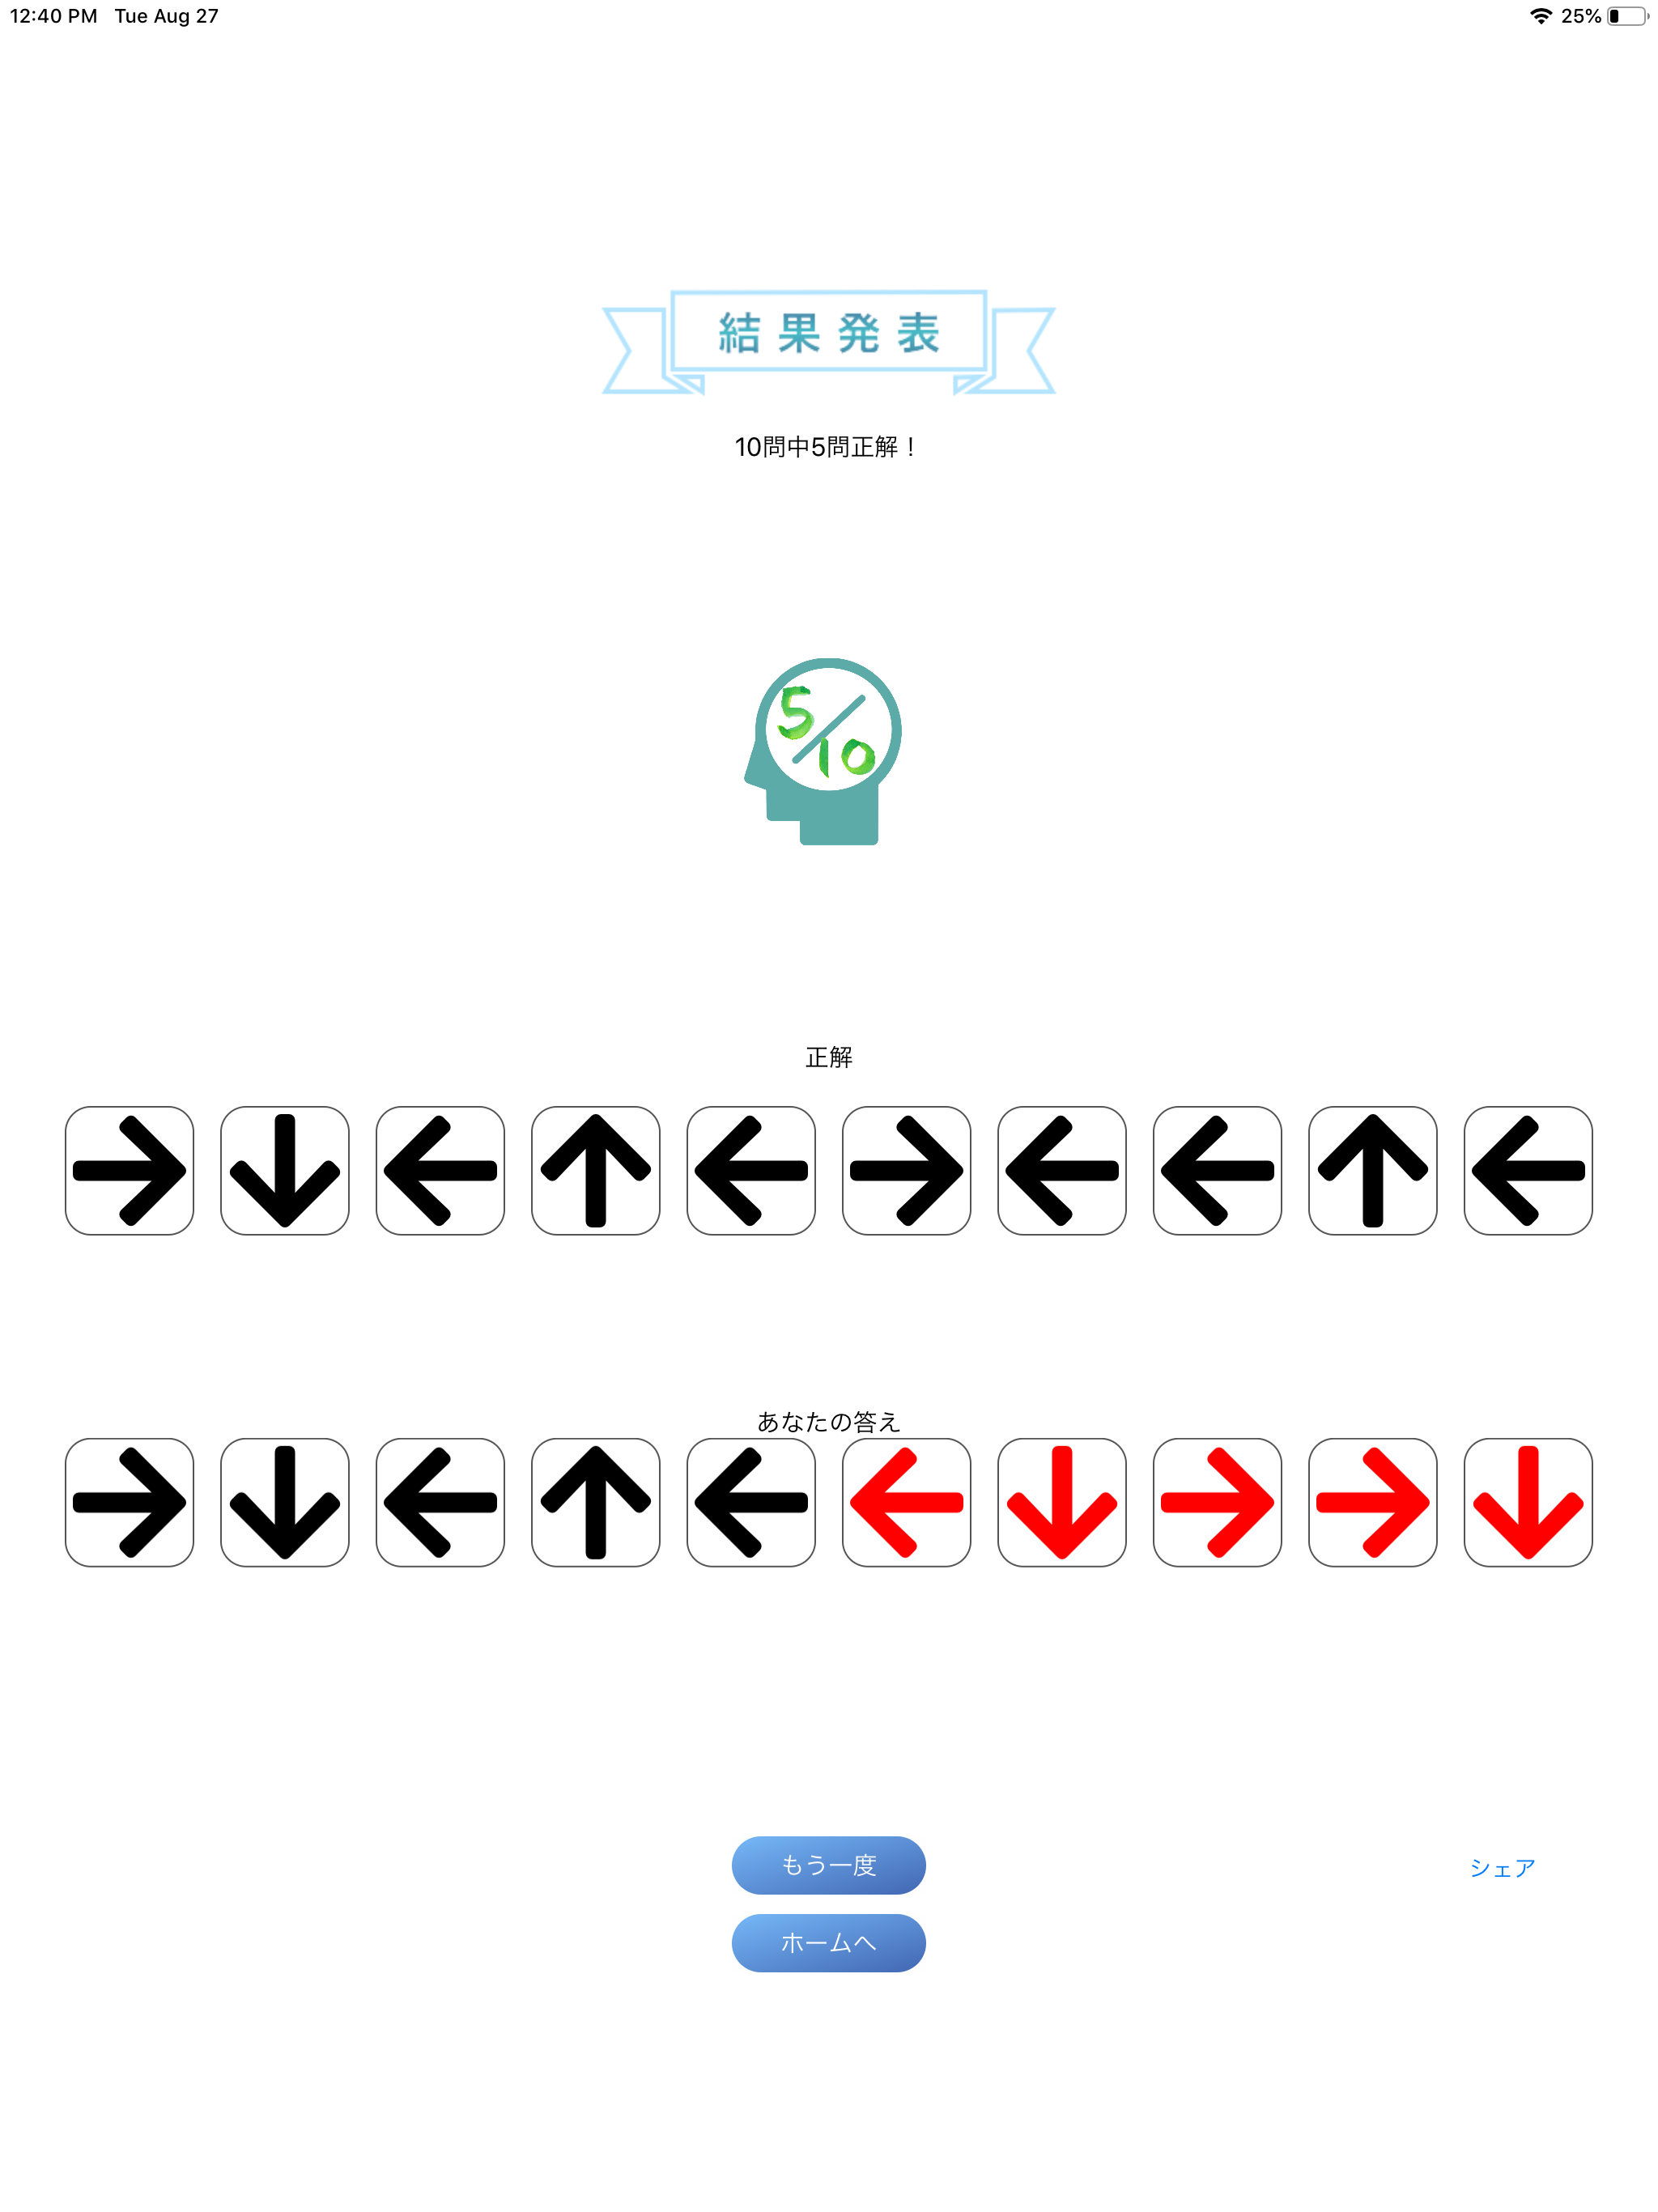 12:40 PM Tue Aug 27
25%
結果発表
10問中5問正解！
5/10
正解
あなたの答え
もう一度
シェア
ホームへ